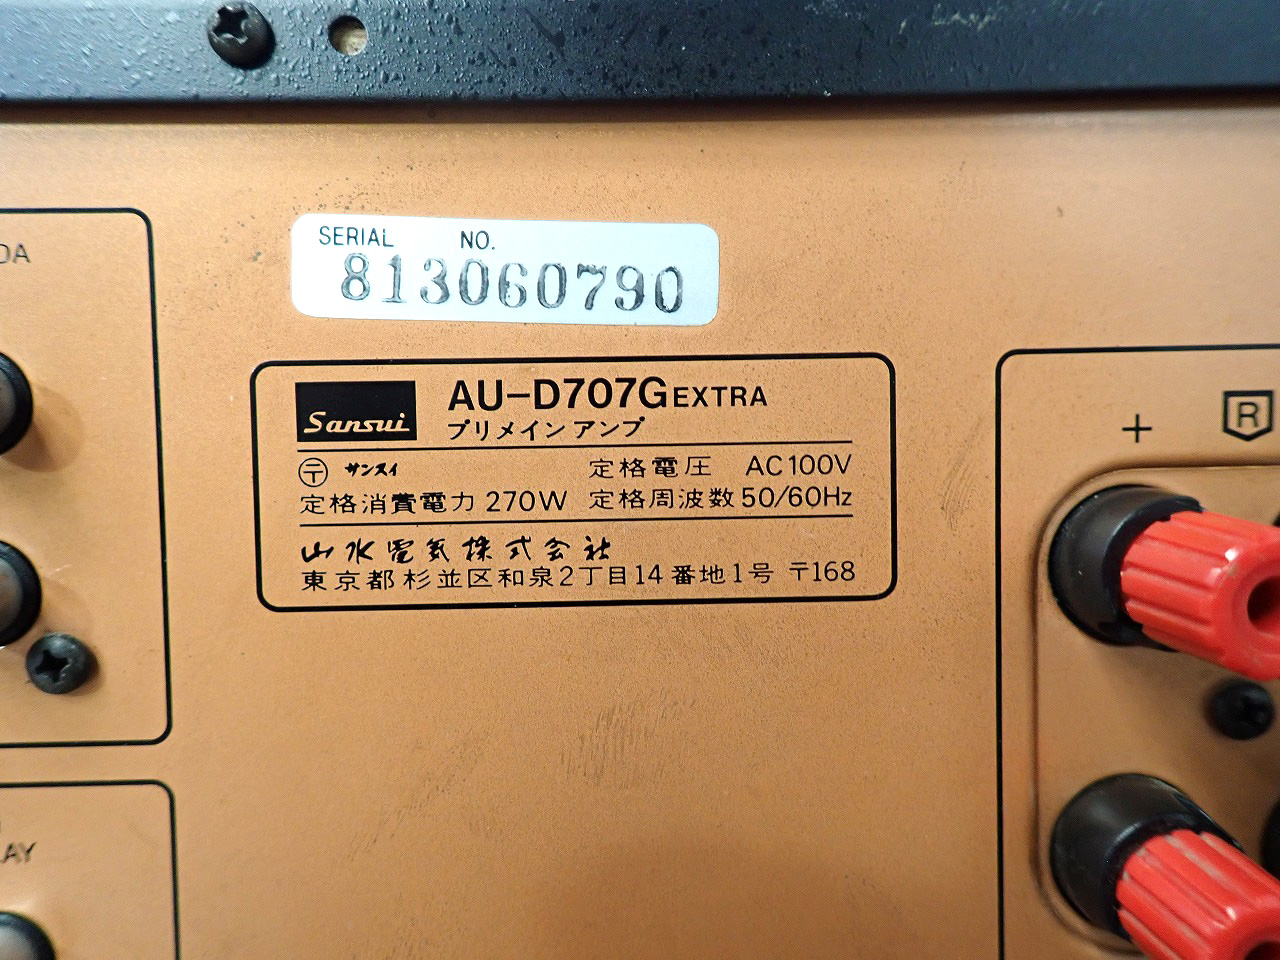 SERIAL NO.
813060790
Sansui
AU-D707G EXTRA
プリメインアンプ
〒 サンスイ 定格電圧 AC100V
定格消費電力 270W 定格周波数 50/60Hz
山水電気株式会社
東京都杉並区和泉2丁目14番地1号 〒168
+ R